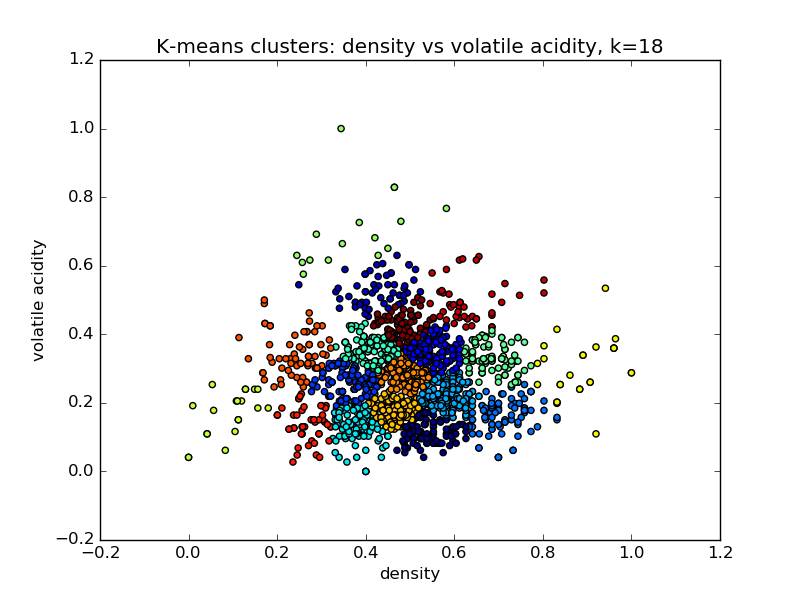 K-means clusters: density vs volatile acidity, k=18
1.2
1.0
0.8
0.6
0.4
0.2
0.0
−0.2
volatile acidity
−0.2 0.0 0.2 0.4 0.6 0.8 1.0 1.2
density